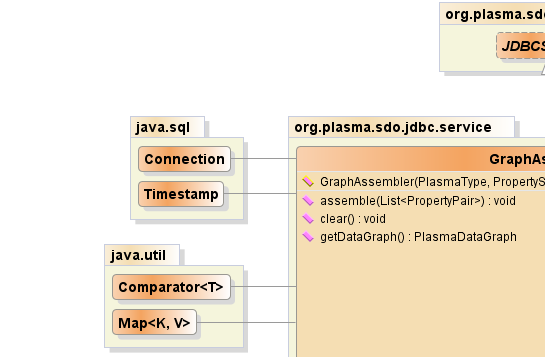 org.plasma.sdo
JDBCS
java.sql
Connection
Timestamp
org.plasma.sdo.jdbc.service
GraphAs
GraphAssembler(PlasmaType, PropertyS
assemble(List<PropertyPair>) : void
clear() : void
getDataGraph() : PlasmaDataGraph
java.util
Comparator<T>
Map<K, V>